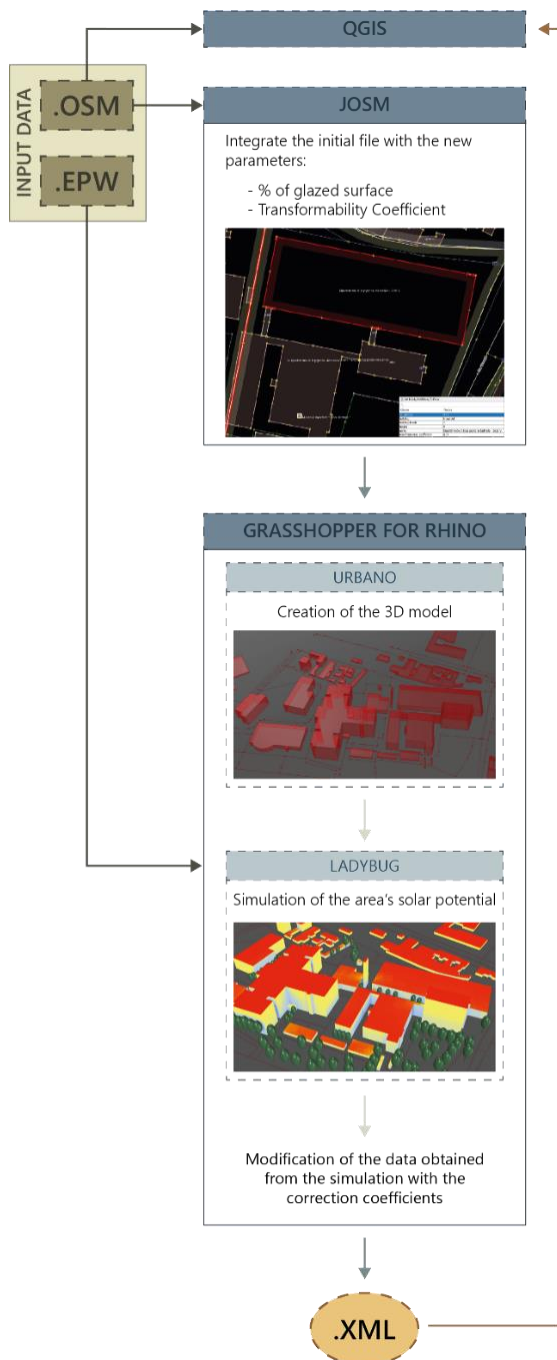 QGIS
INPUT DATA
.OSM
.EPW
JOSM
Integrate the initial file with the new
parameters:
- % of glazed surface
- Transformability Coefficient
GRASSHOPPER FOR RHINO
URBANO
Creation of the 3D model
LADYBUG
Simulation of the area's solar potential
Modification of the data obtained
from the simulation with the
correction coefficients
.XML